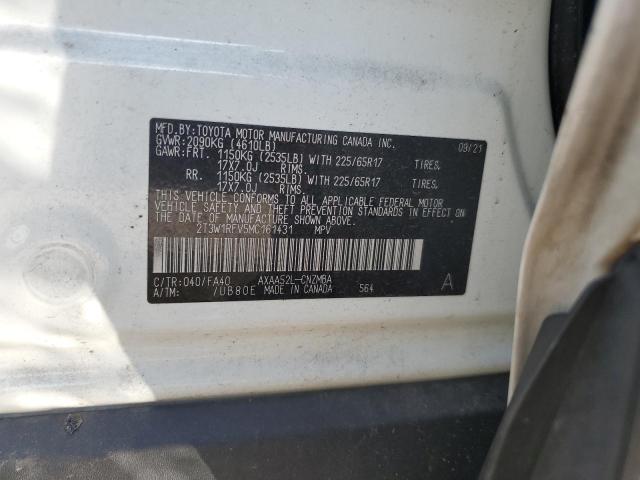 MFD.BY:TOYOTA MOTOR MANUFACTURING CANADA INC.
GVWR:2090KG (4610LB) 09/21
GAWR:FRT. 1150KG (2535LB) WITH 225/65R17 TIRES,
17X7.0J RIMS,
RR. 1150KG (2535LB) WITH 225/65R17 TIRES,
17X7.0J RIMS.
THIS VEHICLE CONFORMS TO ALL APPLICABLE FEDERAL MOTOR
VEHICLE SAFETY AND THEFT PREVENTION STANDARDS IN EFFECT ON
THE DATE OF MANUFACTURE SHOWN ABOVE.
2T3W1RFV5MC161431 MPV
C/TR:040/FA40 AXAA52L-CNZMBA A
A/TM: /UB80E MADE IN CANADA 564